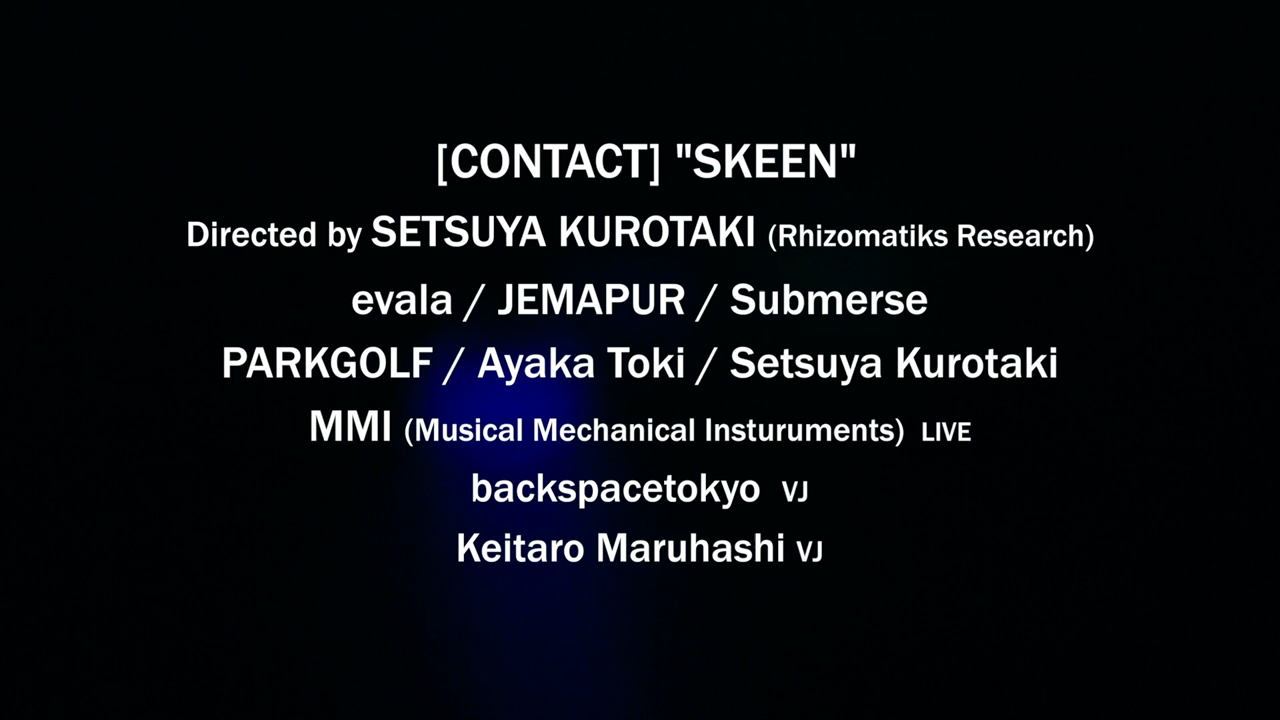 [CONTACT] "SKEEN"
Directed by SETSUYA KUROTAKI (Rhizomatiks Research)
evala / JEMAPUR / Submerse
PARKGOLF / Ayaka Toki / Setsuya Kurotaki
MMI (Musical Mechanical Insturuments) LIVE
backspacetokyo VJ
Keitaro Maruhashi VJ